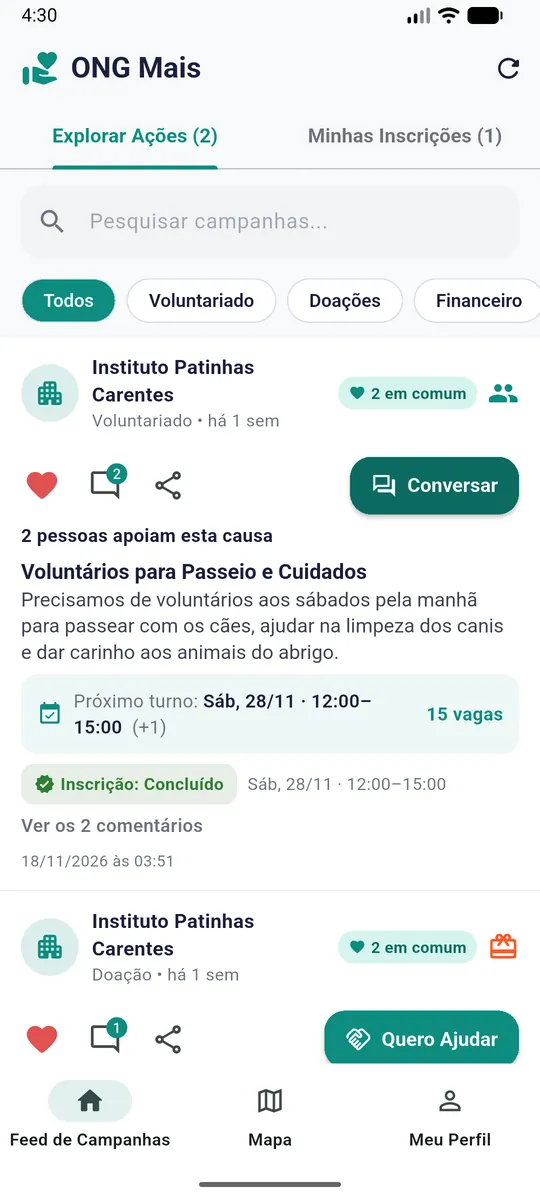 4:30
ONG Mais
Explorar Ações (2)
Minhas Inscrições (1)
Pesquisar campanhas...
Todos
Voluntariado
Doações
Financeiro
Instituto Patinhas
Carentes
Voluntariado • há 1 sem
2 em comum
2
Conversar
2 pessoas apoiam esta causa
Voluntários para Passeio e Cuidados
Precisamos de voluntários aos sábados pela manhã
para passear com os cães, ajudar na limpeza dos canis
e dar carinho aos animais do abrigo.
Próximo turno: Sáb, 28/11 · 12:00–
15:00 (+1)
15 vagas
Inscrição: Concluído
Sáb, 28/11 · 12:00–15:00
Ver os 2 comentários
18/11/2026 às 03:51
Instituto Patinhas
Carentes
Doação • há 1 sem
2 em comum
1
Quero Ajudar
Feed de Campanhas
Mapa
Meu Perfil